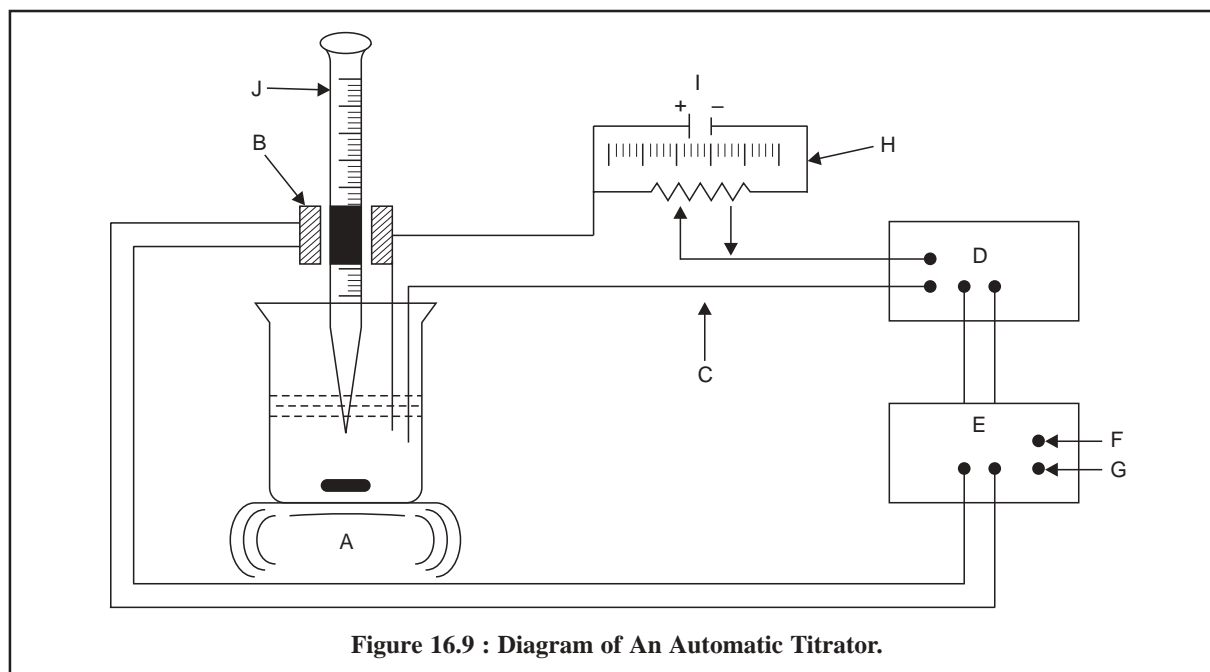 I
J
+ –
B
H
D
C
E
F
G
A
Figure 16.9 : Diagram of An Automatic Titrator.